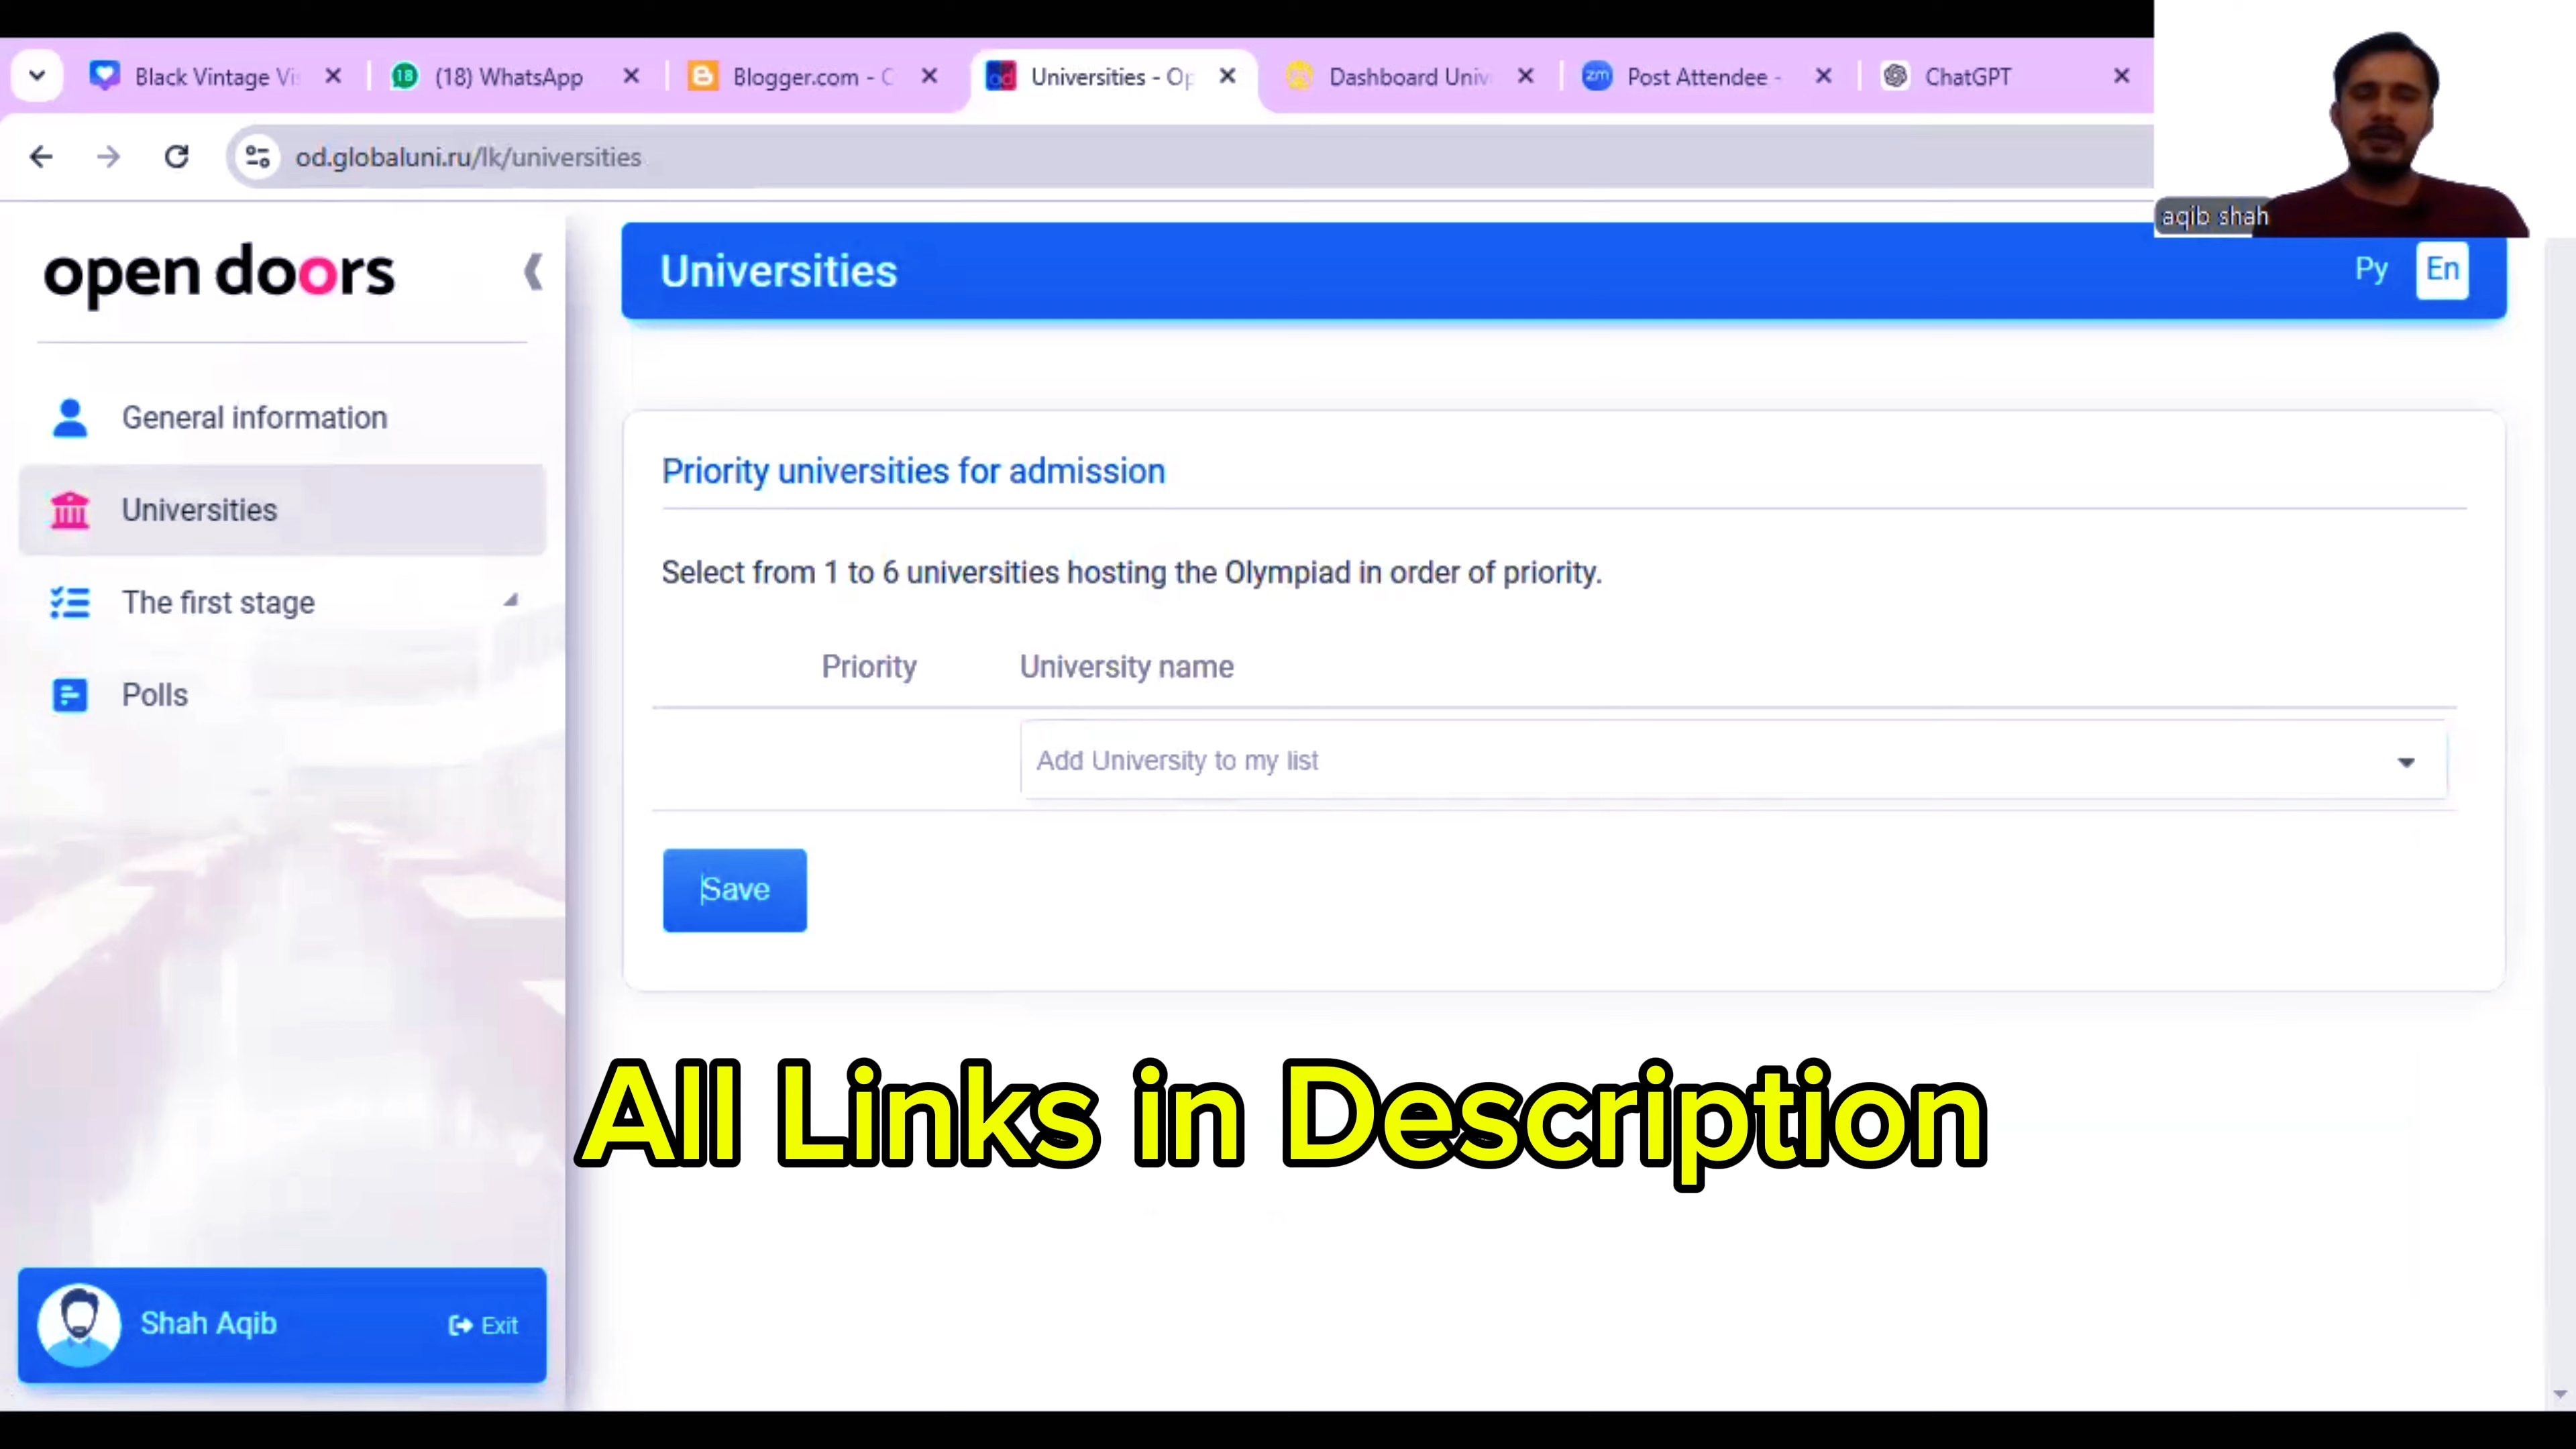 Black Vintage Vis
(18) WhatsApp
Blogger.com - C
Universities - Op
Dashboard Univ
Post Attendee -
ChatGPT
od.globaluni.ru/lk/universities
aqib shah
open doors
Universities
Ру
En
General information
Universities
The first stage
Polls
Priority universities for admission
Select from 1 to 6 universities hosting the Olympiad in order of priority.
Priority
University name
Add University to my list
Save
All Links in Description
Shah Aqib
Exit